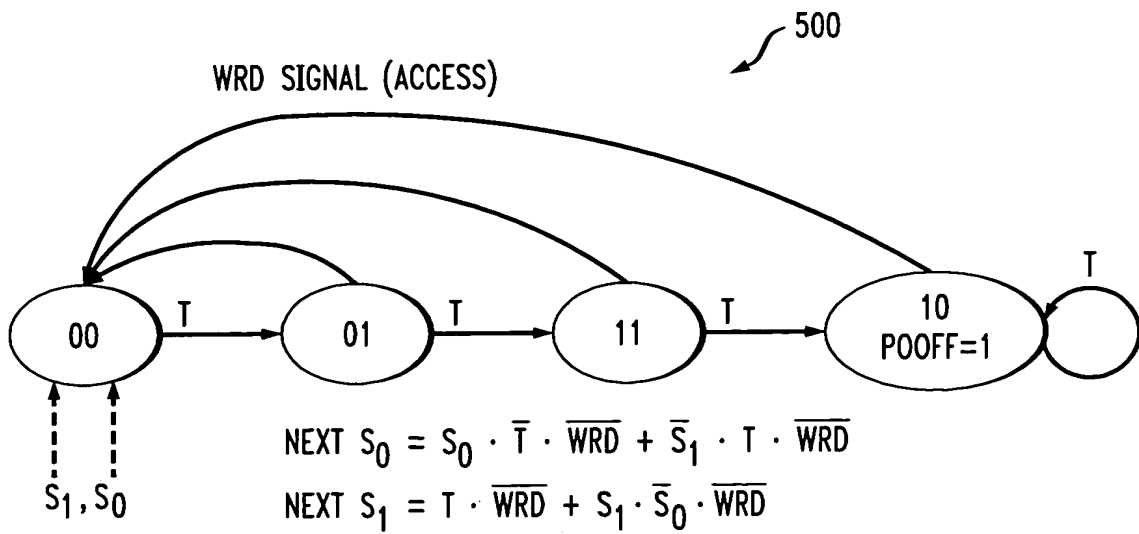 500
WRD SIGNAL (ACCESS)
T
00
T
01
T
11
T
10
POOFF=1
S₁, S₀
NEXT S₀ = S₀ · T̅ · W̅R̅D̅ + S̅₁ · T · W̅R̅D̅
NEXT S₁ = T · W̅R̅D̅ + S₁ · S̅₀ · W̅R̅D̅